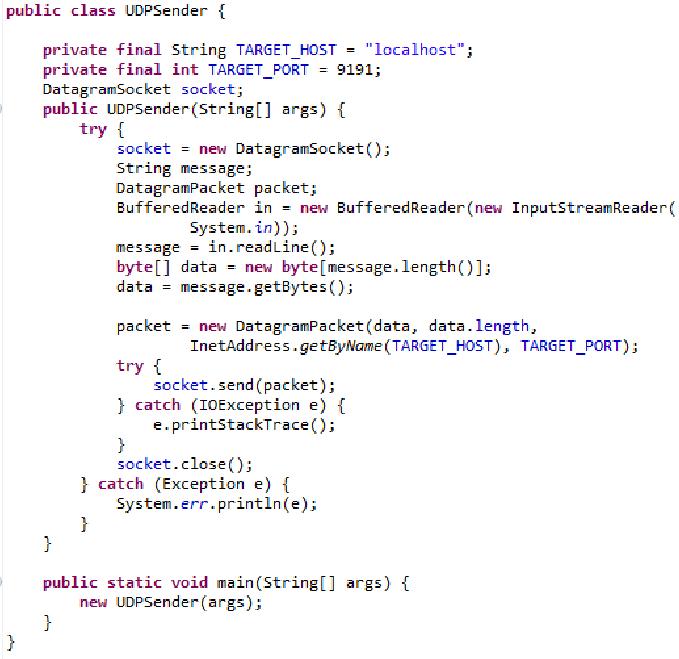 public class UDPSender {
private final String TARGET_HOST = "localhost";
private final int TARGET_PORT = 9191;
DatagramSocket socket;
public UDPSender(String[] args) {
try {
socket = new DatagramSocket();
String message;
DatagramPacket packet;
BufferedReader in = new BufferedReader(new InputStreamReader(
System.in));
message = in.readLine();
byte[] data = new byte[message.length()];
data = message.getBytes();
packet = new DatagramPacket(data, data.length,
InetAddress.getByName(TARGET_HOST), TARGET_PORT);
try {
socket.send(packet);
} catch (IOException e) {
e.printStackTrace();
}
socket.close();
} catch (Exception e) {
System.err.println(e);
}
}
public static void main(String[] args) {
new UDPSender(args);
}
}